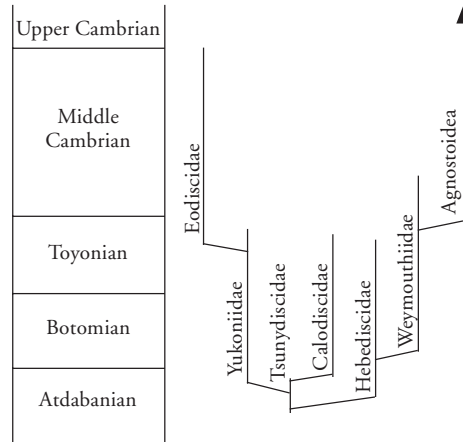 Upper Cambrian
Middle
Cambrian
Toyonian
Botomian
Atdabanian
Eodiscidae
Yukoniidae
Tsunydiscidae
Calodiscidae
Hebediscidae
Weymouthiidae
Agnostoidea